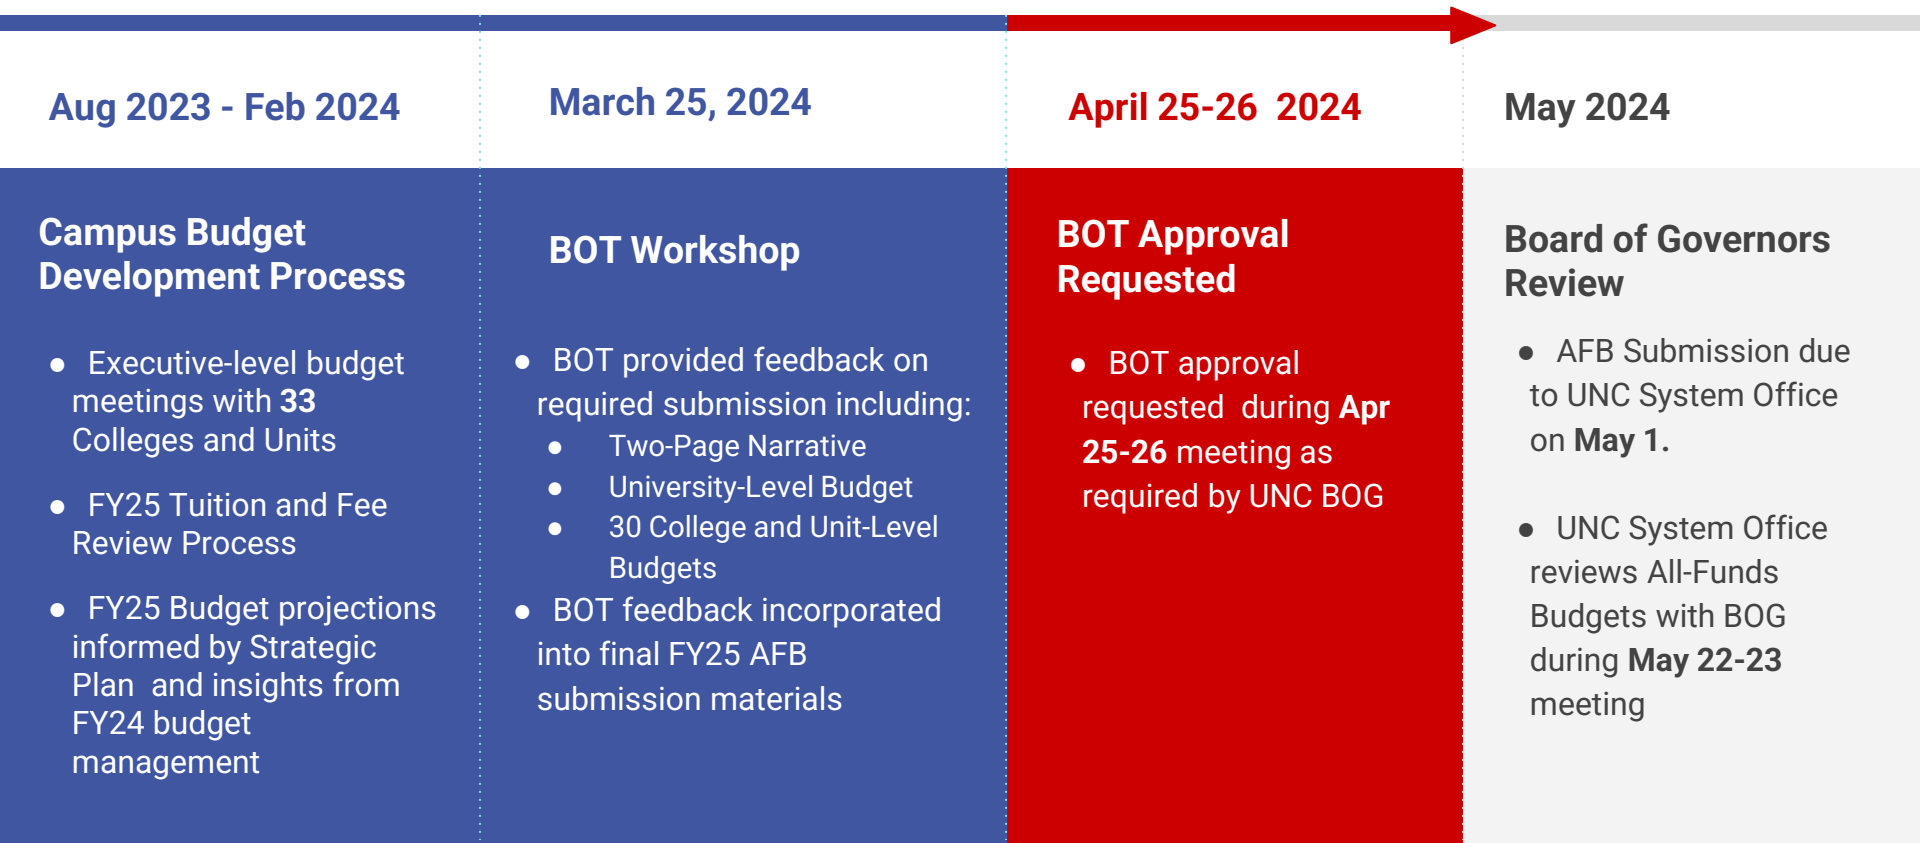 Aug 2023 - Feb 2024
Campus Budget
Development Process
● Executive-level budget
meetings with 33
Colleges and Units
● FY25 Tuition and Fee
Review Process
● FY25 Budget projections
informed by Strategic
Plan  and insights from
FY24 budget
management
March 25, 2024
BOT Workshop
● BOT provided feedback on
required submission including:
● Two-Page Narrative
● University-Level Budget
● 30 College and Unit-Level
Budgets
● BOT feedback incorporated
into final FY25 AFB
submission materials
April 25-26  2024
BOT Approval
Requested
● BOT approval
requested  during Apr
25-26 meeting as
required by UNC BOG
May 2024
Board of Governors
Review
● AFB Submission due
to UNC System Office
on May 1.
● UNC System Office
reviews All-Funds
Budgets with BOG
during May 22-23
meeting